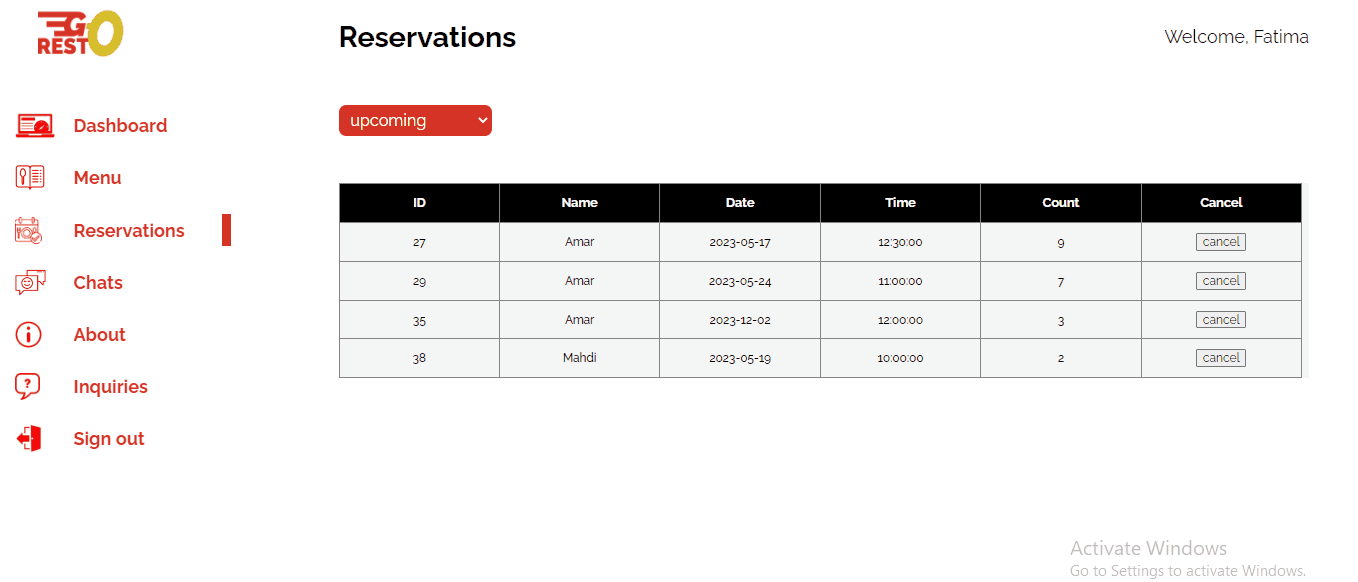 GO
REST
Reservations
Welcome, Fatima
Dashboard
Menu
Reservations
Chats
About
Inquiries
Sign out
upcoming
ID Name Date Time Count Cancel
27 Amar 2023-05-17 12:30:00 9 cancel
29 Amar 2023-05-24 11:00:00 7 cancel
35 Amar 2023-12-02 12:00:00 3 cancel
38 Mahdi 2023-05-19 10:00:00 2 cancel
Activate Windows
Go to Settings to activate Windows.